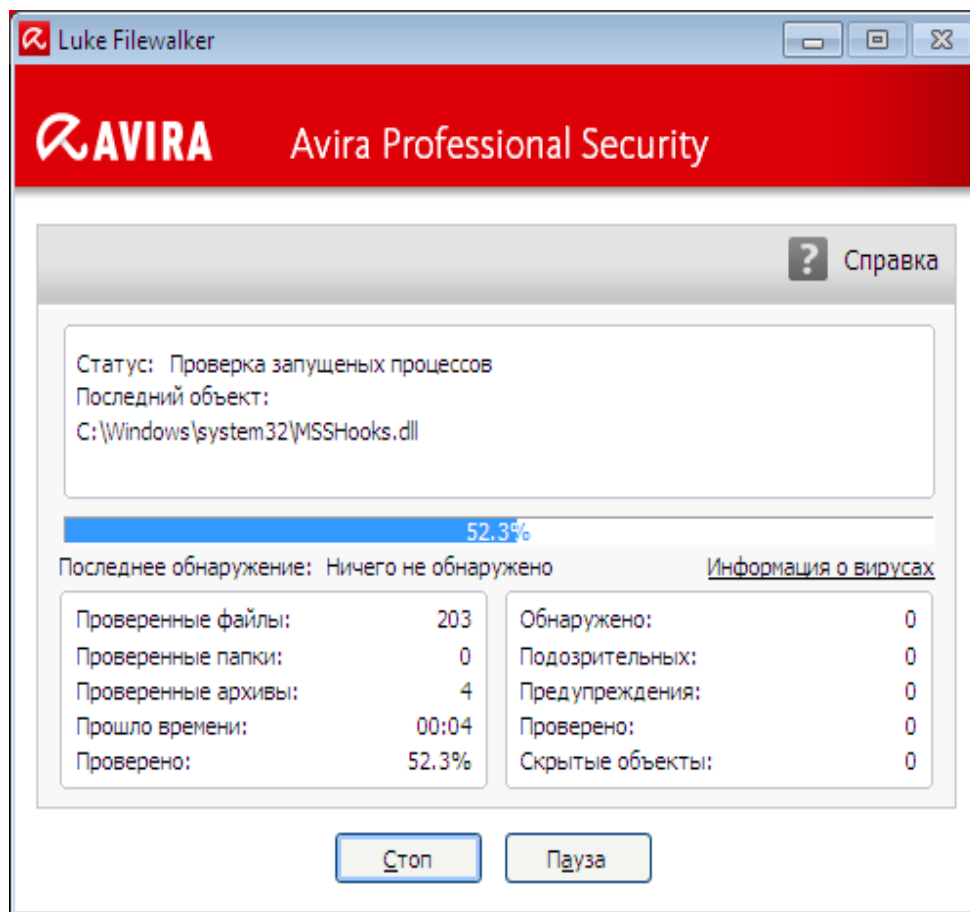 Luke Filewalker
AVIRA Avira Professional Security
? Справка
Статус: Проверка запущеных процессов
Последний объект:
C:\Windows\system32\MSSHooks.dll
52.3%
Последнее обнаружение: Ничего не обнаружено Информация о вирусах
Проверенные файлы: 203
Проверенные папки: 0
Проверенные архивы: 4
Прошло времени: 00:04
Проверено: 52.3%
Обнаружено: 0
Подозрительных: 0
Предупреждения: 0
Проверено: 0
Скрытые объекты: 0
Стоп Пауза